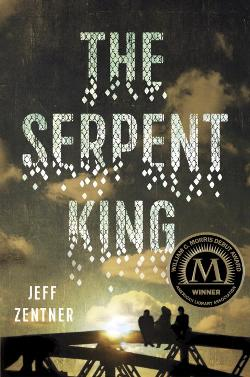 THE
SERPENT
KING
JEFF
ZENTNER
WILLIAM C. MORRIS DEBUT AWARD
M
WINNER
AMERICAN LIBRARY ASSOCIATION